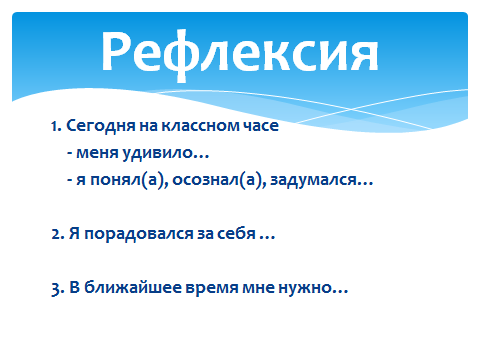 Рефлексия
1. Сегодня на классном часе
- меня удивило…
- я понял(а), осознал(а), задумался…
2. Я порадовался за себя …
3. В ближайшее время мне нужно…